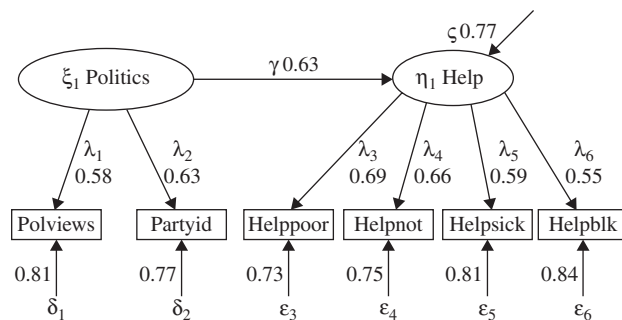 ς 0.77
ξ1 Politics
γ 0.63
η1 Help
λ1 λ2 λ3 λ4 λ5 λ6
0.58 0.63 0.69 0.66 0.59 0.55
Polviews Partyid Helppoor Helpnot Helpsick Helpblk
0.81 0.77 0.73 0.75 0.81 0.84
δ1 δ2 ε3 ε4 ε5 ε6